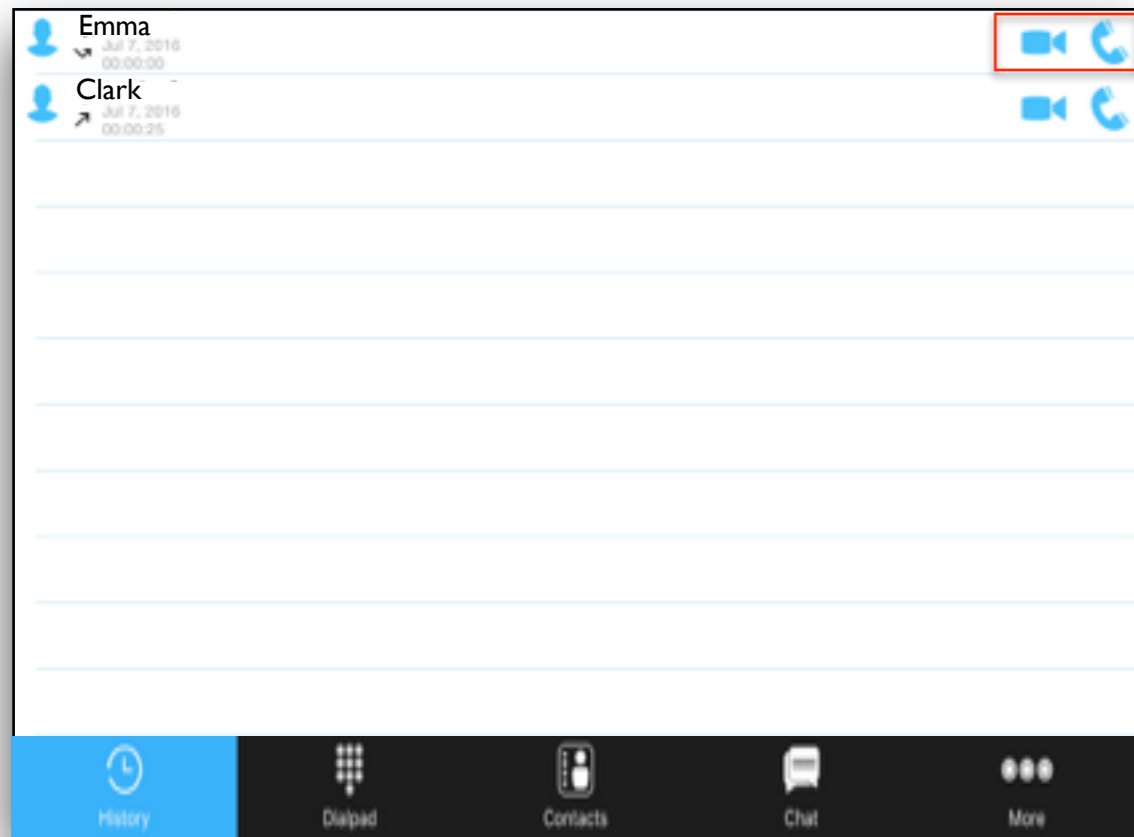 Emma
Jul 7, 2016
00:00:00
Clark
Jul 7, 2016
00:00:25
History
Dialpad
Contacts
Chat
More